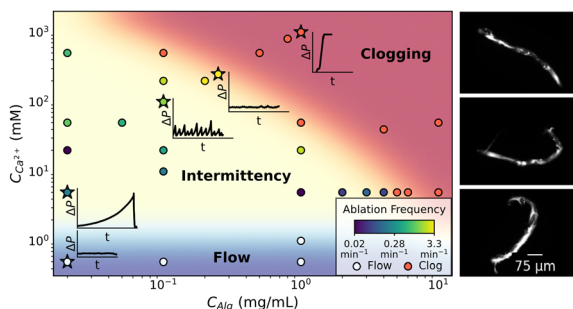 10³
10²
10¹
10⁰
C_Ca²⁺ (mM)
Clogging
ΔP
t
ΔP
t
ΔP
t
Intermittency
ΔP
t
ΔP
t
Flow
Ablation Frequency
0.02 0.28 3.3
min⁻¹ min⁻¹ min⁻¹
Flow Clog
10⁻¹ 10⁰ 10¹
C_Alg (mg/mL)
75 μm